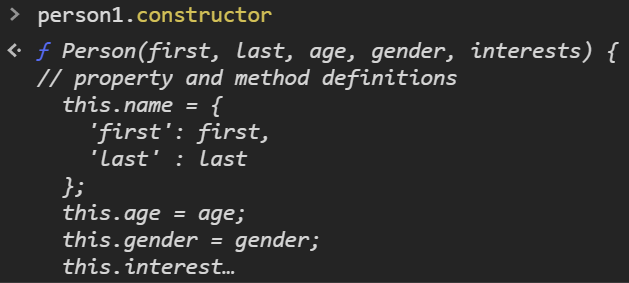 > person1.constructor
<· ƒ Person(first, last, age, gender, interests) {
// property and method definitions
this.name = {
'first': first,
'last' : last
};
this.age = age;
this.gender = gender;
this.interest…